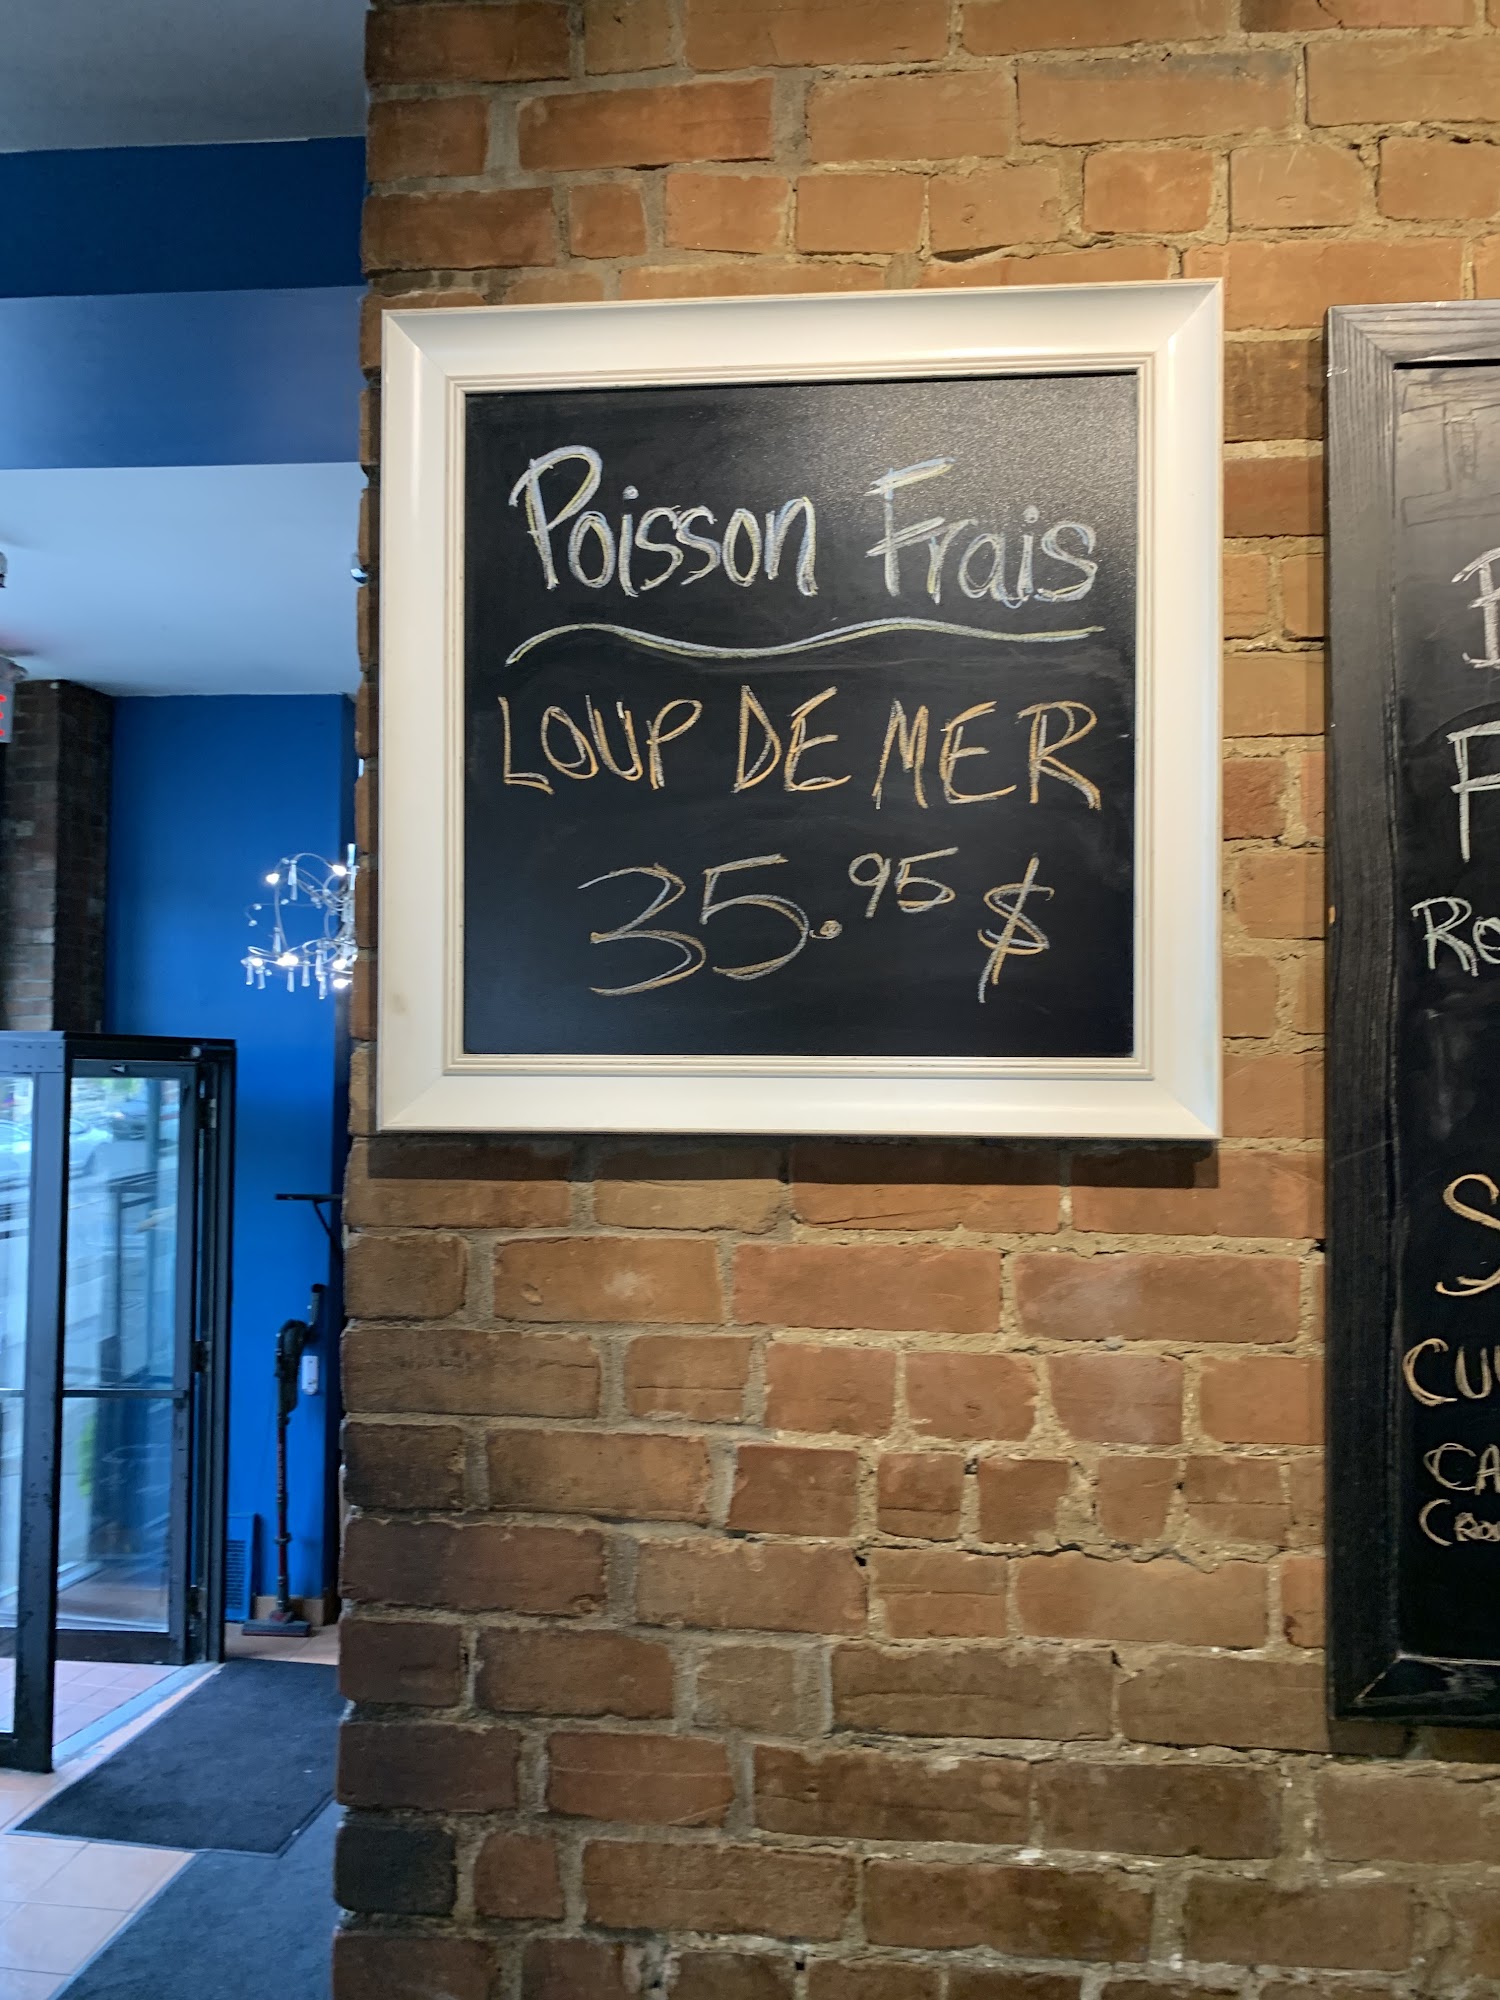 Poisson Frais
LOUP DE MER
35.95 $